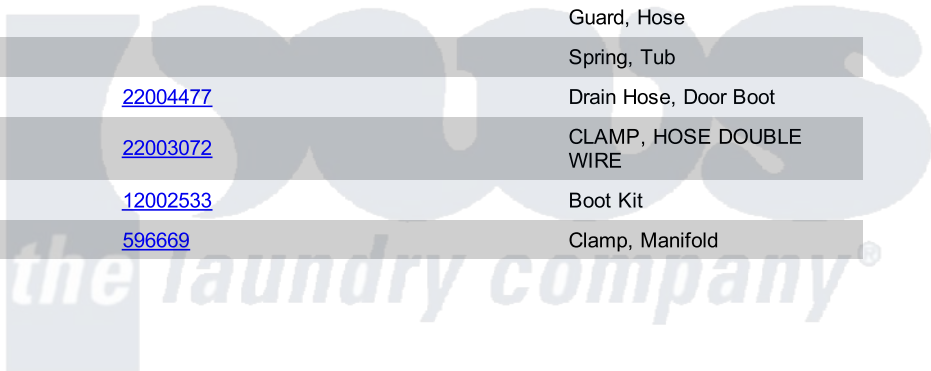 Guard, Hose
Spring, Tub
22004477 Drain Hose, Door Boot
22003072 CLAMP, HOSE DOUBLE
WIRE
12002533 Boot Kit
596669 Clamp, Manifold
the laundry company®